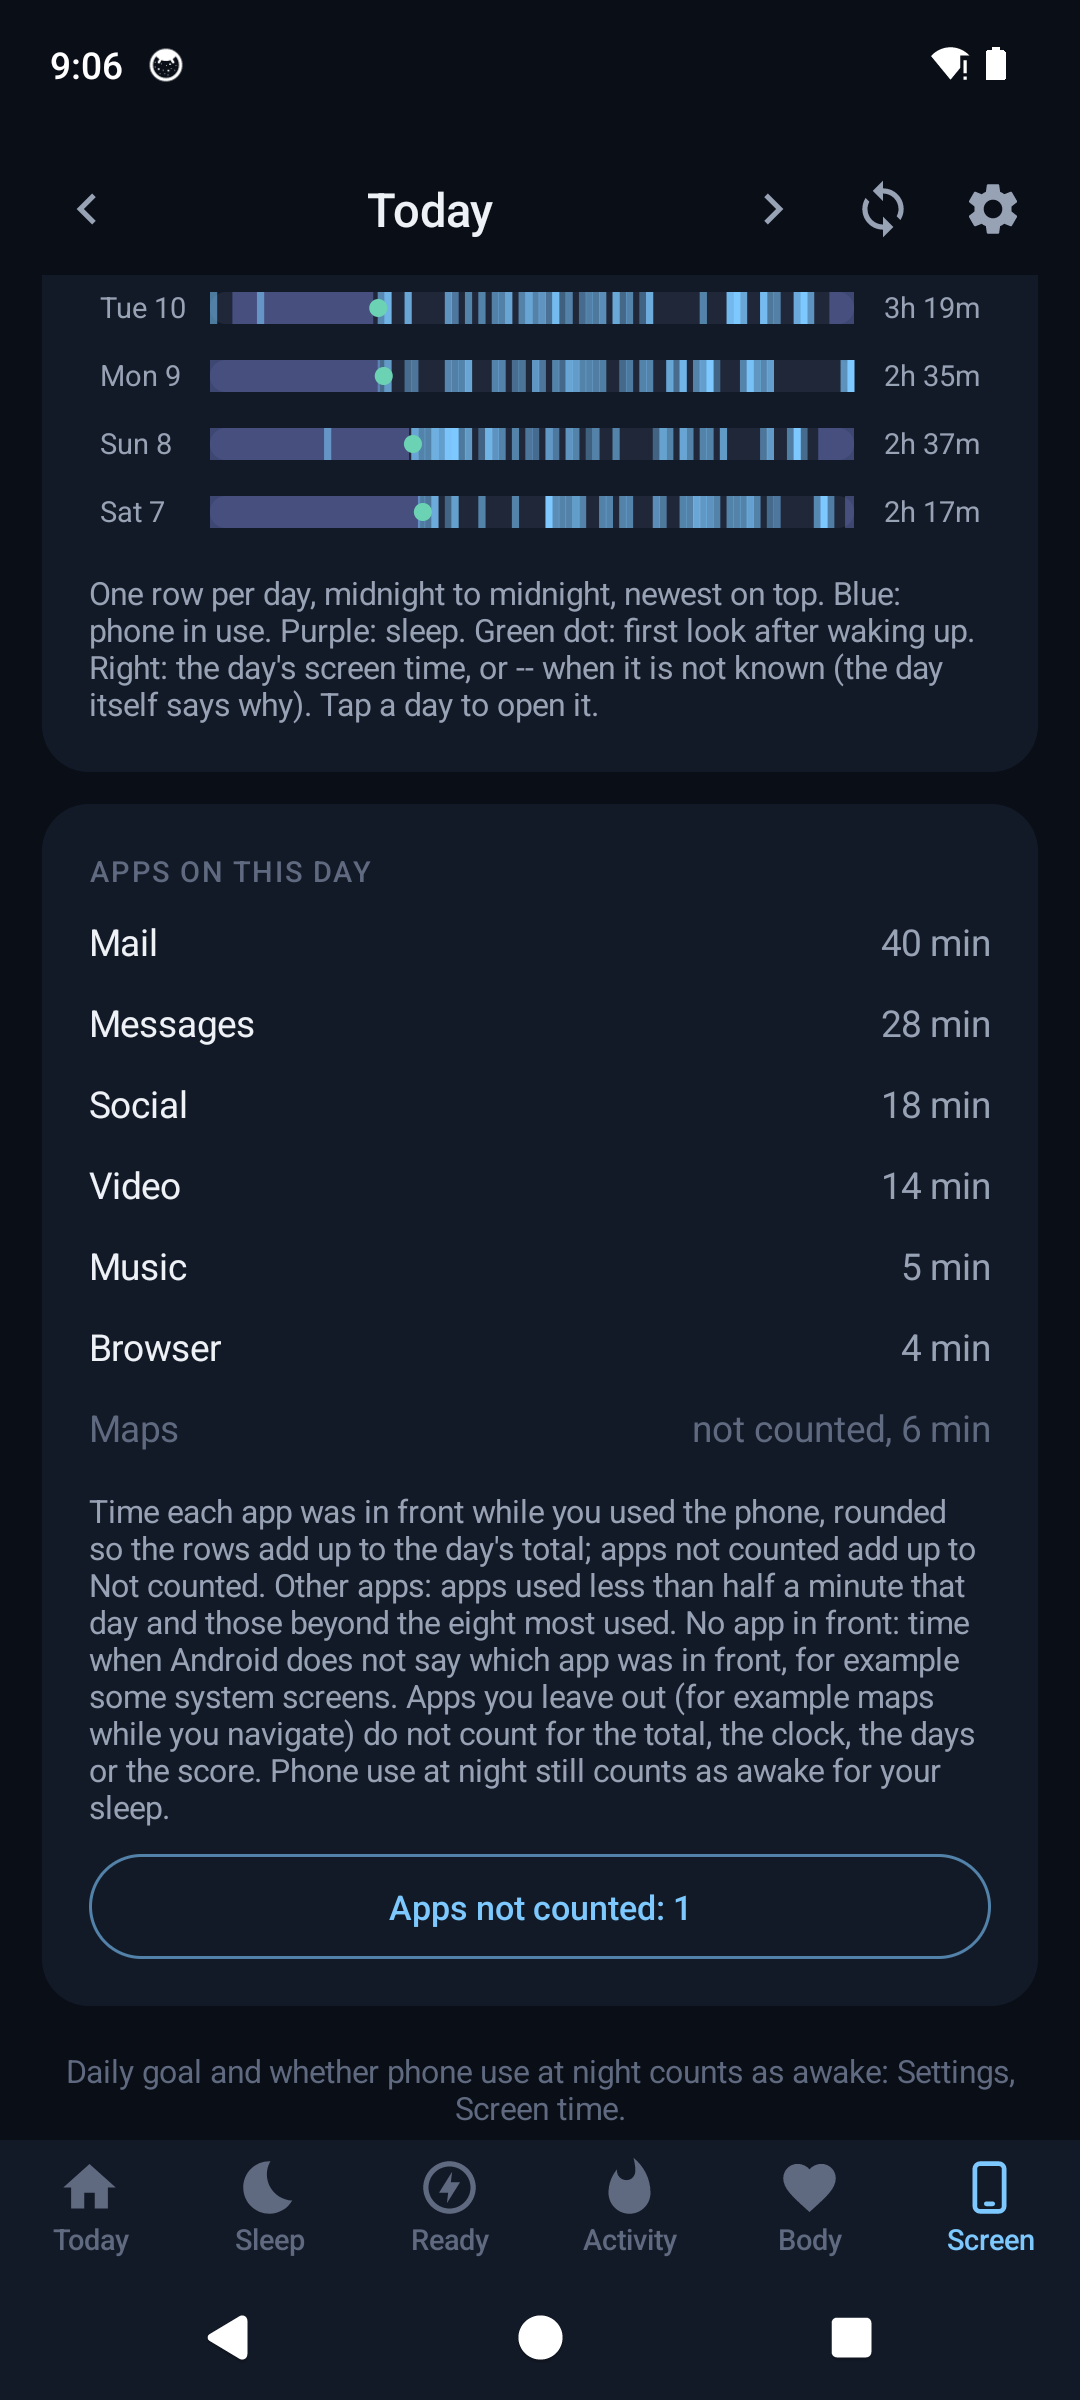 9:06
Today
Tue 10 3h 19m
Mon 9 2h 35m
Sun 8 2h 37m
Sat 7 2h 17m
One row per day, midnight to midnight, newest on top. Blue:
phone in use. Purple: sleep. Green dot: first look after waking up.
Right: the day's screen time, or -- when it is not known (the day
itself says why). Tap a day to open it.
APPS ON THIS DAY
Mail 40 min
Messages 28 min
Social 18 min
Video 14 min
Music 5 min
Browser 4 min
Maps not counted, 6 min
Time each app was in front while you used the phone, rounded
so the rows add up to the day's total; apps not counted add up to
Not counted. Other apps: apps used less than half a minute that
day and those beyond the eight most used. No app in front: time
when Android does not say which app was in front, for example
some system screens. Apps you leave out (for example maps
while you navigate) do not count for the total, the clock, the days
or the score. Phone use at night still counts as awake for your
sleep.
Apps not counted: 1
Daily goal and whether phone use at night counts as awake: Settings,
Screen time.
Today Sleep Ready Activity Body Screen